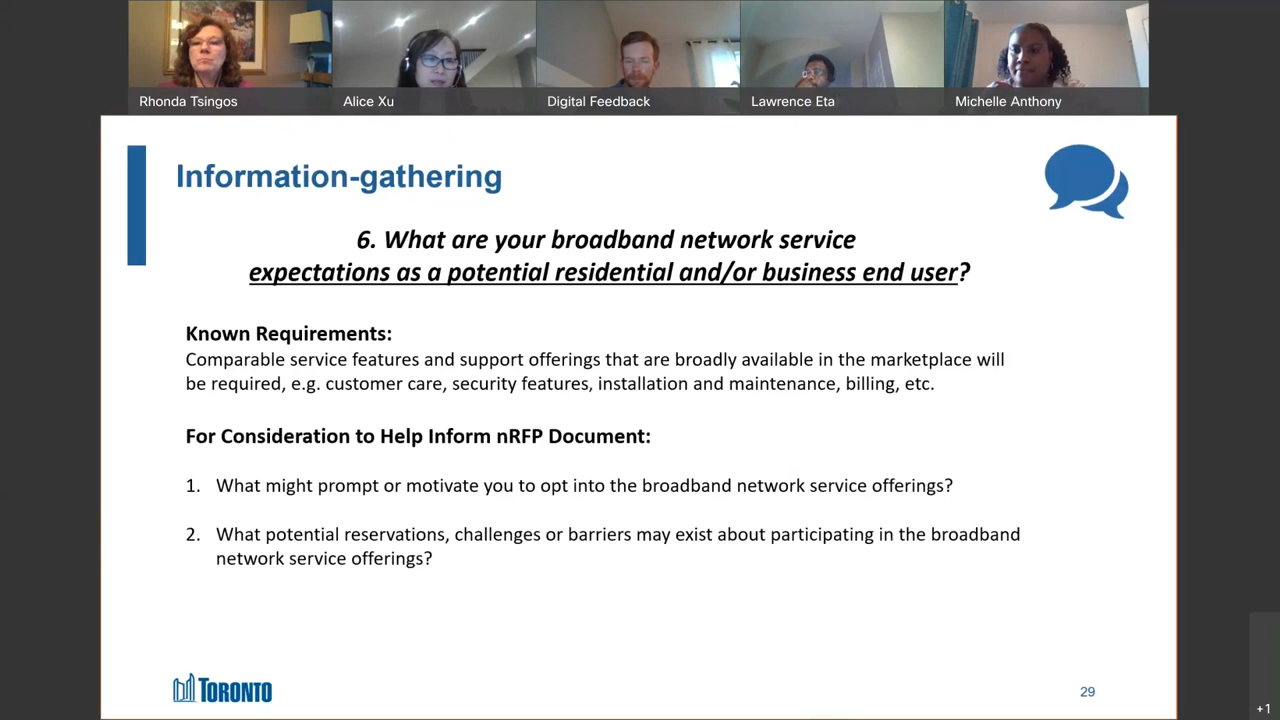 Rhonda Tsingos
Alice Xu
Digital Feedback
Lawrence Eta
Michelle Anthony
Information-gathering
6. What are your broadband network service
expectations as a potential residential and/or business end user?
Known Requirements:
Comparable service features and support offerings that are broadly available in the marketplace will
be required, e.g. customer care, security features, installation and maintenance, billing, etc.
For Consideration to Help Inform nRFP Document:
1. What might prompt or motivate you to opt into the broadband network service offerings?
2. What potential reservations, challenges or barriers may exist about participating in the broadband
network service offerings?
TORONTO
29
+1